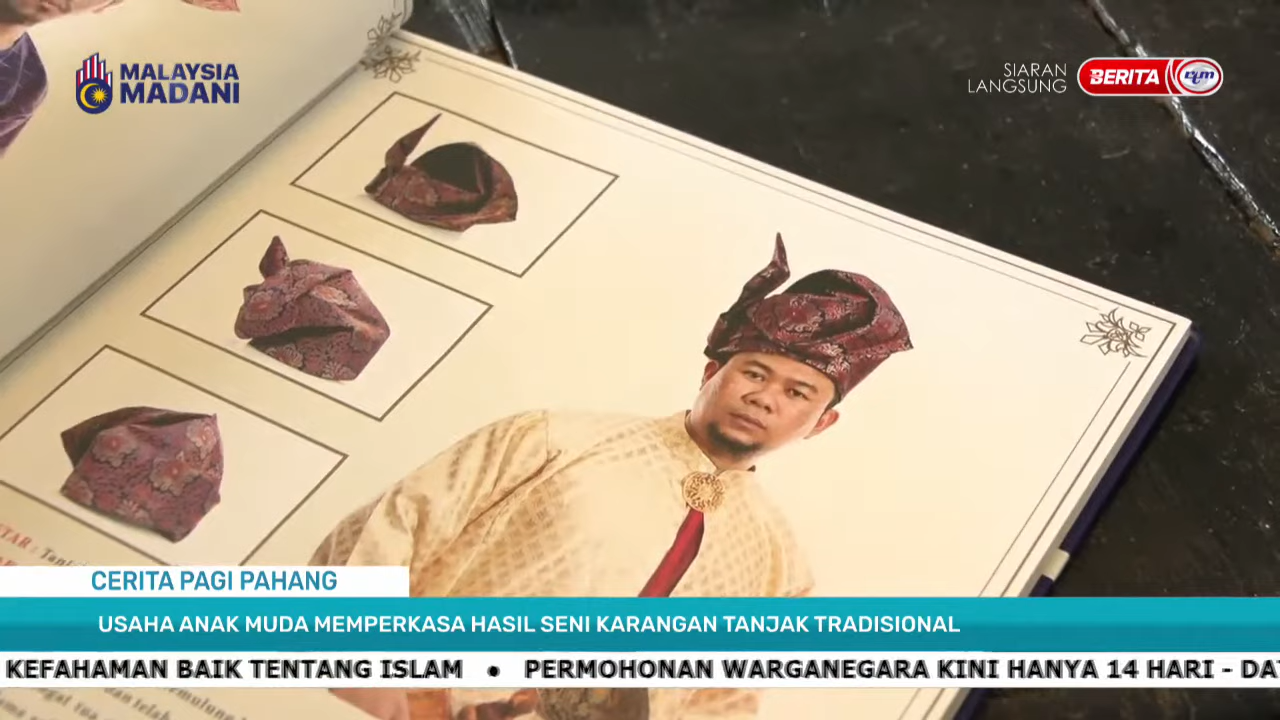 MALAYSIA
MADANI
SIARAN
LANGSUNG
BERITA rtm
CERITA PAGI PAHANG
USAHA ANAK MUDA MEMPERKASA HASIL SENI KARANGAN TANJAK TRADISIONAL
KEFAHAMAN BAIK TENTANG ISLAM • PERMOHONAN WARGANEGARA KINI HANYA 14 HARI - DA